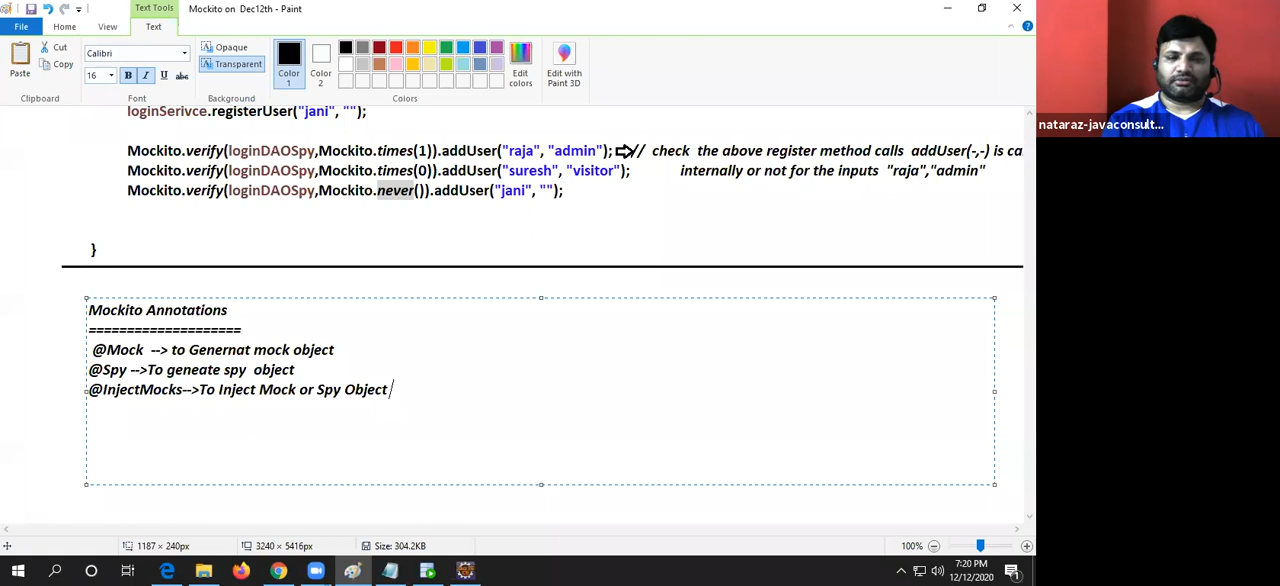 Text Tools
Mockito on Dec12th - Paint
File
Home
View
Text
Paste
Cut
Copy
Clipboard
Calibri
16
B
I
U
abc
Font
Opaque
Transparent
Background
Color 1
Color 2
Colors
Edit colors
Edit with Paint 3D
nataraz-javaconsult...
loginSerivce.registerUser("jani", "");
Mockito.verify(loginDAOSpy,Mockito.times(1)).addUser("raja", "admin"); // check the above register method calls addUser(-,-) is ca
Mockito.verify(loginDAOSpy,Mockito.times(0)).addUser("suresh", "visitor"); internally or not for the inputs "raja","admin"
Mockito.verify(loginDAOSpy,Mockito.never()).addUser("jani", "");
}
Mockito Annotations
====================
@Mock --> to Genernat mock object
@Spy -->To geneate spy object
@InjectMocks-->To Inject Mock or Spy Object
1187 × 240px
3240 × 5416px
Size: 304.2KB
100%
7:20 PM
12/12/2020
1